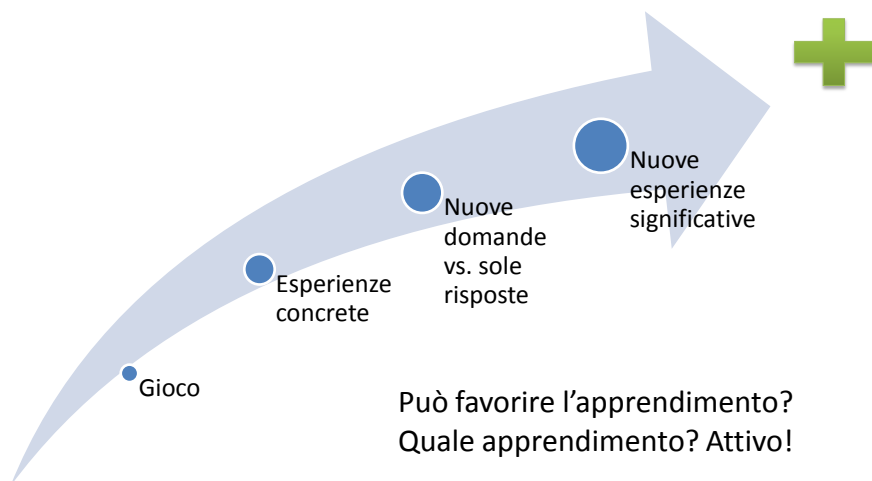 Gioco
Esperienze
concrete
Nuove
domande
vs. sole
risposte
Nuove
esperienze
significative
Può favorire l’apprendimento?
Quale apprendimento? Attivo!